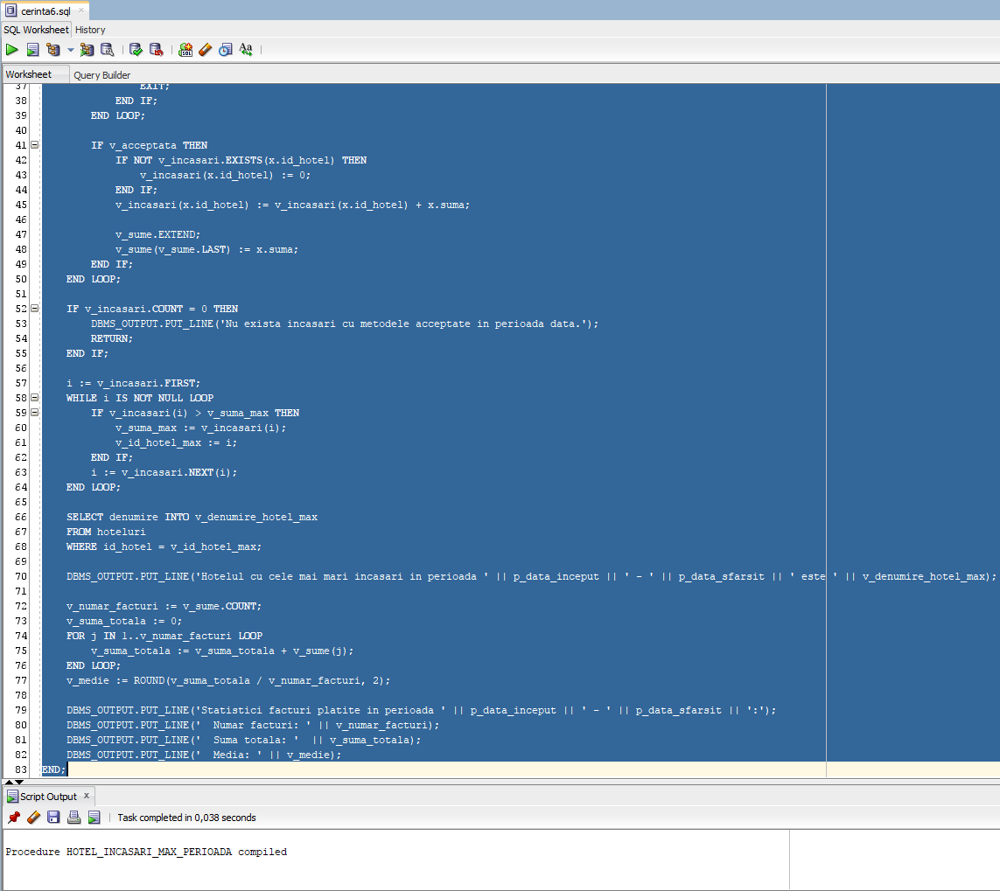 cerinta6.sql ×
SQL Worksheet History
Worksheet Query Builder
37 EXIT;
38 END IF;
39 END LOOP;
40
41 IF v_acceptata THEN
42 IF NOT v_incasari.EXISTS(x.id_hotel) THEN
43 v_incasari(x.id_hotel) := 0;
44 END IF;
45 v_incasari(x.id_hotel) := v_incasari(x.id_hotel) + x.suma;
46
47 v_sume.EXTEND;
48 v_sume(v_sume.LAST) := x.suma;
49 END IF;
50 END LOOP;
51
52 IF v_incasari.COUNT = 0 THEN
53 DBMS_OUTPUT.PUT_LINE('Nu exista incasari cu metodele acceptate in perioada data.');
54 RETURN;
55 END IF;
56
57 i := v_incasari.FIRST;
58 WHILE i IS NOT NULL LOOP
59 IF v_incasari(i) > v_suma_max THEN
60 v_suma_max := v_incasari(i);
61 v_id_hotel_max := i;
62 END IF;
63 i := v_incasari.NEXT(i);
64 END LOOP;
65
66 SELECT denumire INTO v_denumire_hotel_max
67 FROM hoteluri
68 WHERE id_hotel = v_id_hotel_max;
69
70 DBMS_OUTPUT.PUT_LINE('Hotelul cu cele mai mari incasari in perioada ' || p_data_inceput || ' - ' || p_data_sfarsit || ' este ' || v_denumire_hotel_max);
71
72 v_numar_facturi := v_sume.COUNT;
73 v_suma_totala := 0;
74 FOR j IN 1..v_numar_facturi LOOP
75 v_suma_totala := v_suma_totala + v_sume(j);
76 END LOOP;
77 v_medie := ROUND(v_suma_totala / v_numar_facturi, 2);
78
79 DBMS_OUTPUT.PUT_LINE('Statistici facturi platite in perioada ' || p_data_inceput || ' - ' || p_data_sfarsit || ':');
80 DBMS_OUTPUT.PUT_LINE('  Numar facturi: ' || v_numar_facturi);
81 DBMS_OUTPUT.PUT_LINE('  Suma totala: '  || v_suma_totala);
82 DBMS_OUTPUT.PUT_LINE('  Media: ' || v_medie);
83 END;
Script Output ×
Task completed in 0,038 seconds
Procedure HOTEL_INCASARI_MAX_PERIOADA compiled